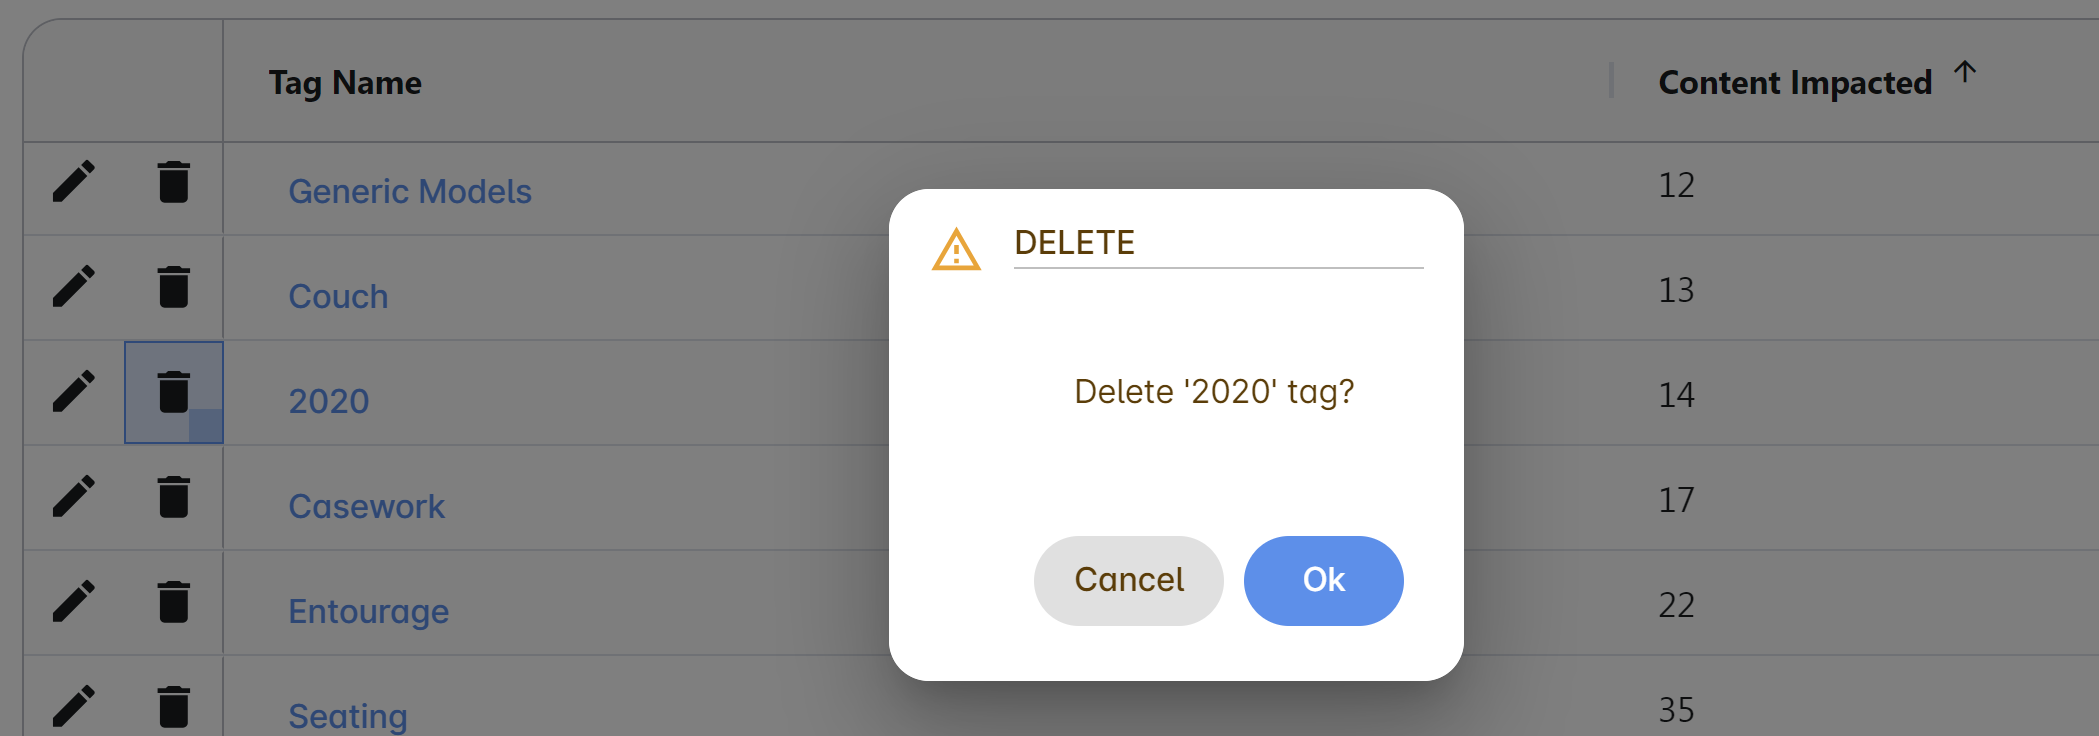 Tag Name Content Impacted
Generic Models 12
Couch 13
2020 14
Casework 17
Entourage 22
Seating 35
DELETE
Delete '2020' tag?
Cancel Ok